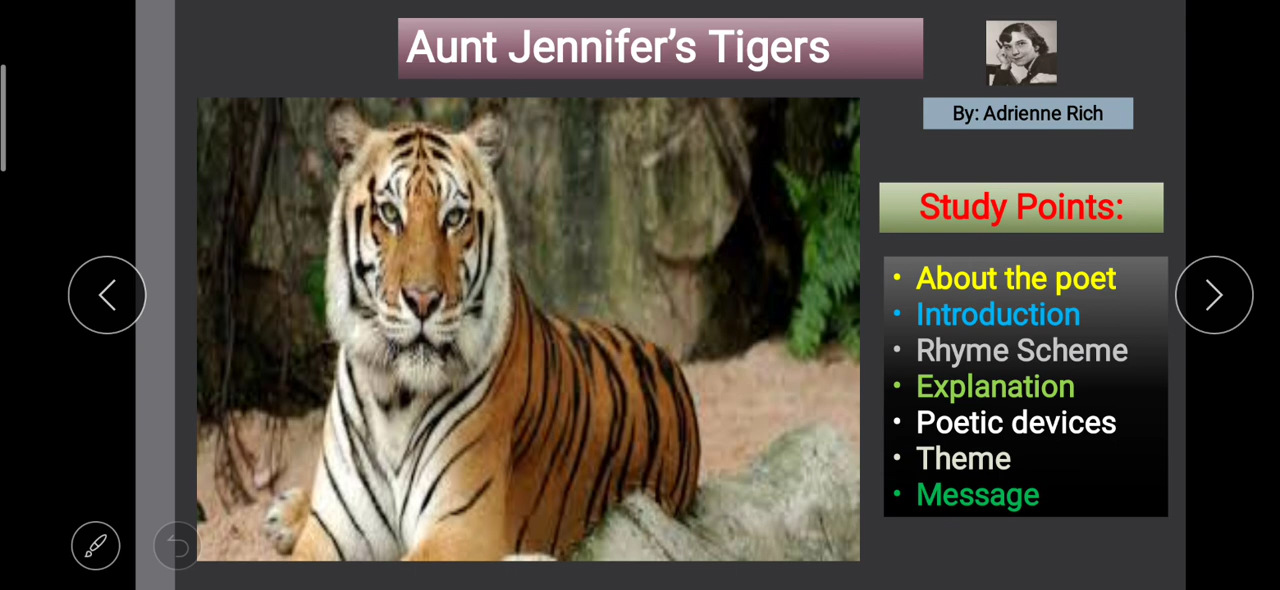 Aunt Jennifer’s Tigers
By: Adrienne Rich
Study Points:
• About the poet
• Introduction
• Rhyme Scheme
• Explanation
• Poetic devices
• Theme
• Message